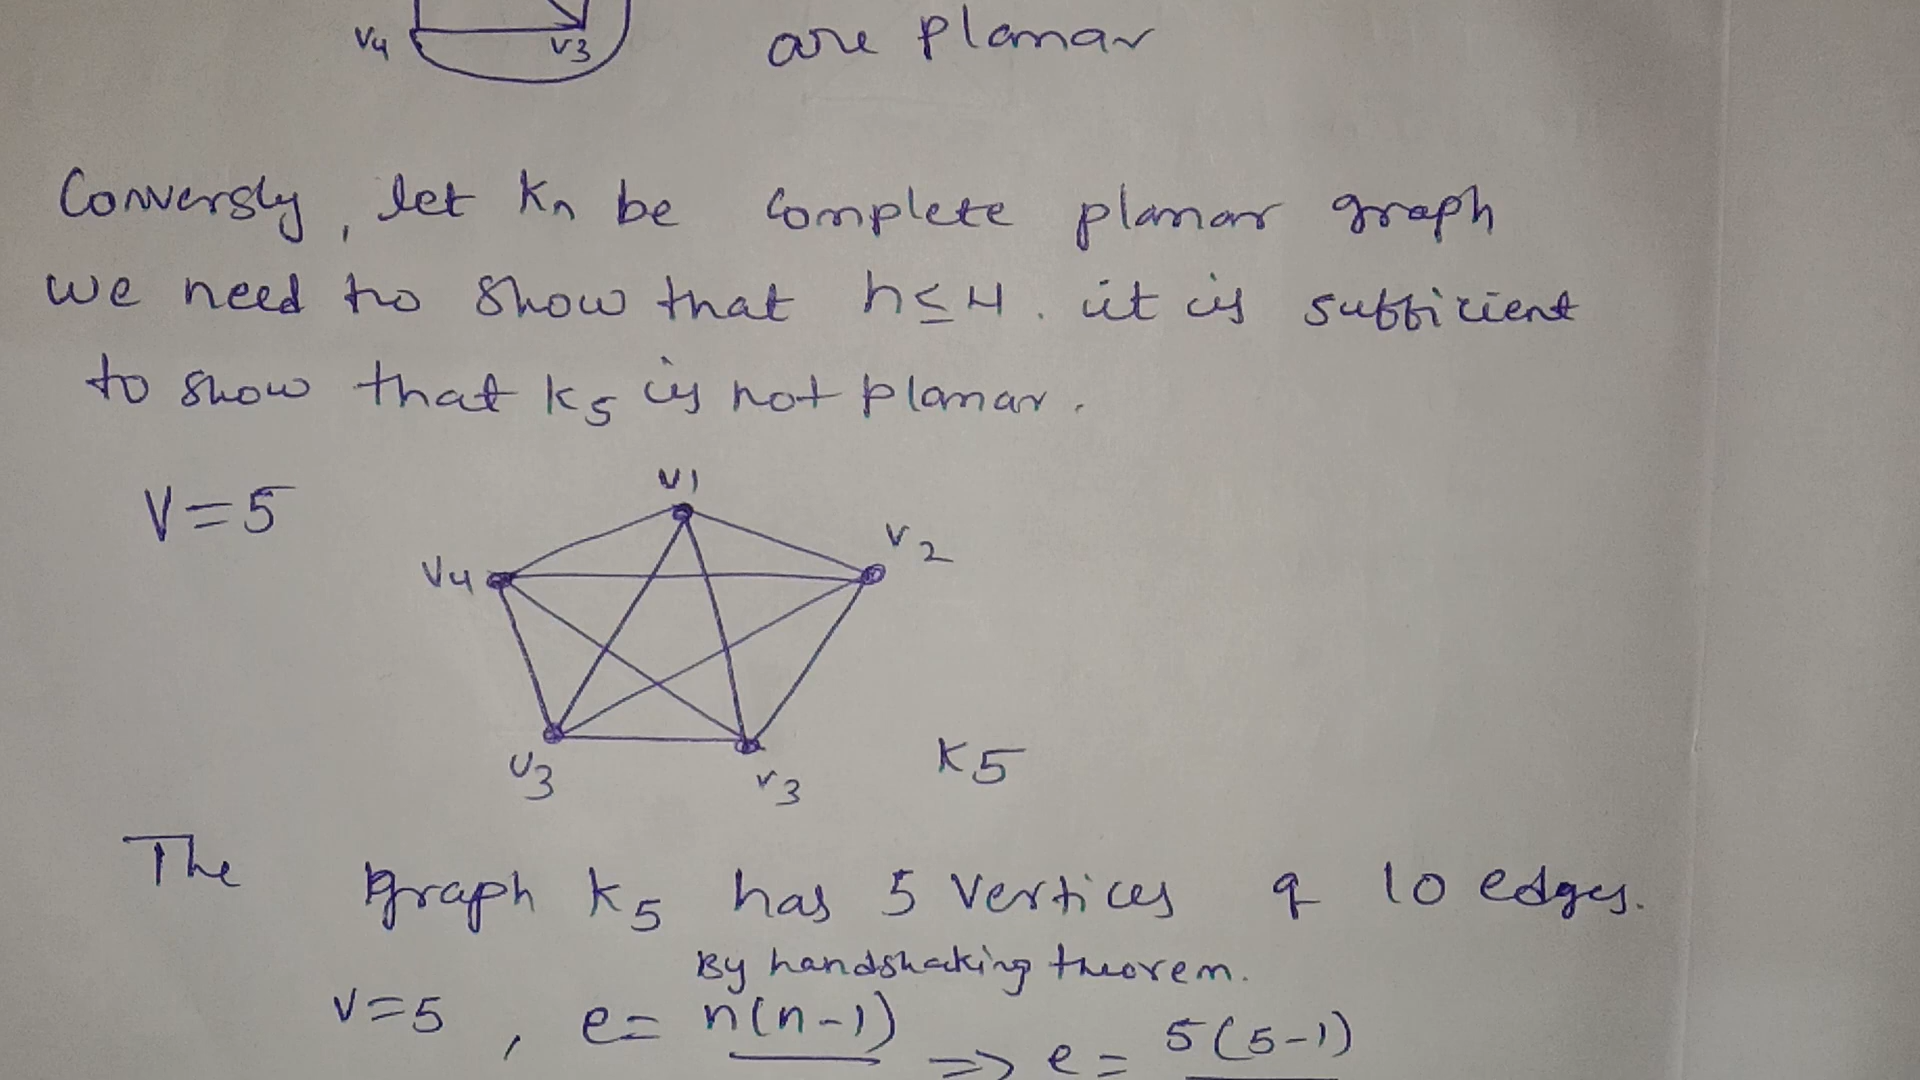 V4 V3 are planar
Conversly, let Kn be complete planar graph
we need to show that n≤4. it is sufficient
to show that K5 is not planar.
V=5
V1
V2
V4
V3 V3
K5
The graph K5 has 5 vertices & 10 edges.
By handshaking theorem.
V=5, e= n(n-1) => e= 5(5-1)